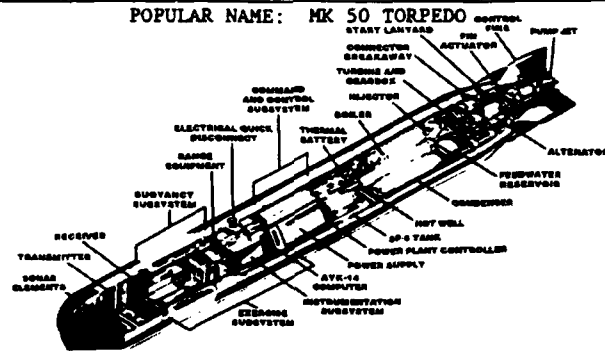 POPULAR NAME: MK 50 TORPEDO
CONTROL
FINS
PUMP JET
START LANYARD
FIN
ACTUATOR
CONNECTOR
BREAKAWAY
TURBINE AND
GEARBOX
INJECTOR
COMMAND
AND CONTROL
SUBSYSTEM
BOILER
ELECTRICAL QUICK
DISCONNECT
THERMAL
BATTERY
RANGE
EQUIPMENT
ALTERNATOR
BUOYANCY
SUBSYSTEM
FEEDWATER
RESERVOIR
CONDENSER
HOT WELL
RECEIVER
SF-6 TANK
TRANSMITTER
POWER PLANT CONTROLLER
POWER SUPPLY
SONAR
ELEMENTS
AYK-14
COMPUTER
INSTRUMENTATION
SUBSYSTEM
EXERCISE
SUBSYSTEM